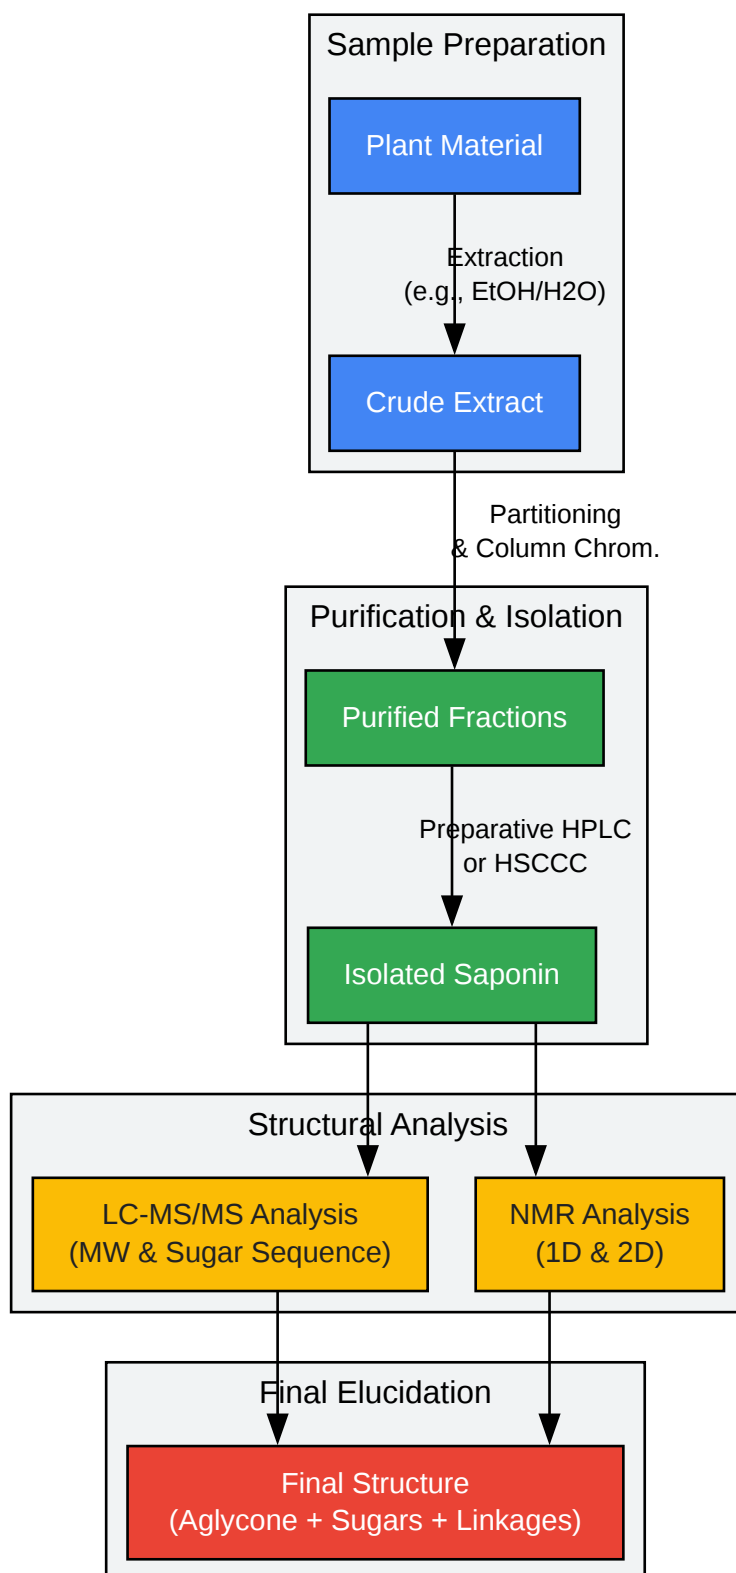 Sample Preparation
Plant Material
Extraction
(e.g., EtOH/H2O)
Crude Extract
Partitioning
& Column Chrom.
Purification & Isolation
Purified Fractions
Preparative HPLC
or HSCCC
Isolated Saponin
Structural Analysis
LC-MS/MS Analysis
(MW & Sugar Sequence)
NMR Analysis
(1D & 2D)
Final Elucidation
Final Structure
(Aglycone + Sugars + Linkages)